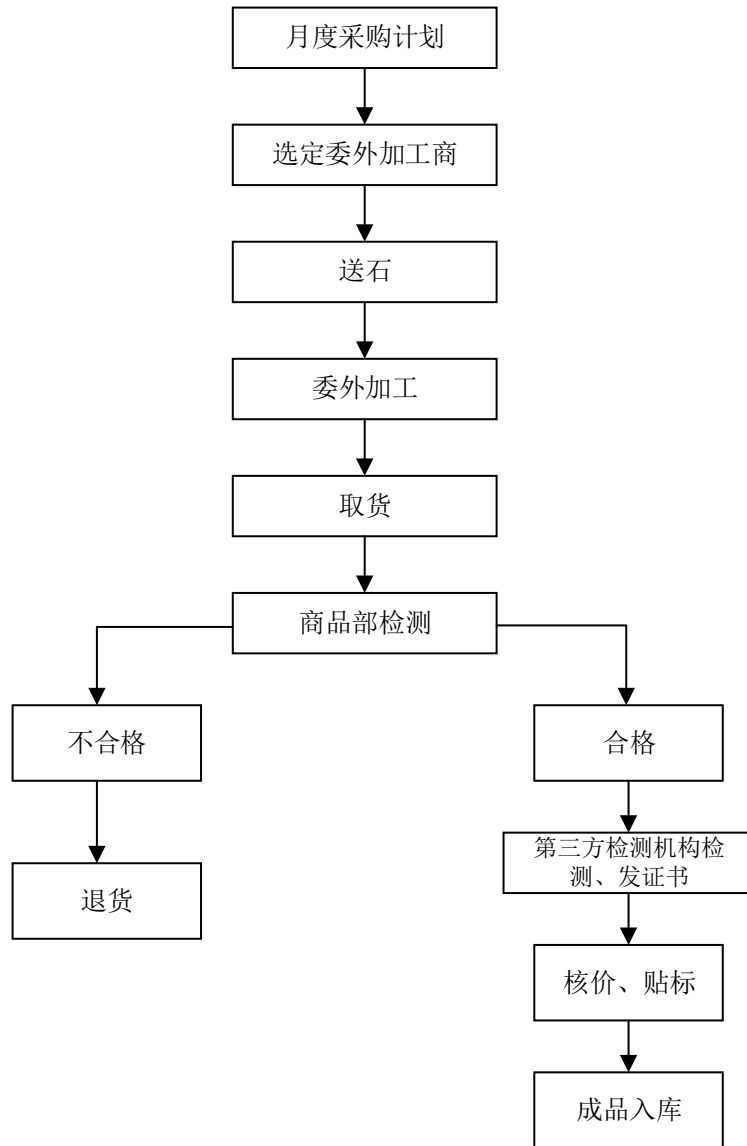 月度采购计划
选定委外加工商
送石
委外加工
取货
商品部检测
不合格
合格
第三方检测机构检
测、发证书
退货
核价、贴标
成品入库